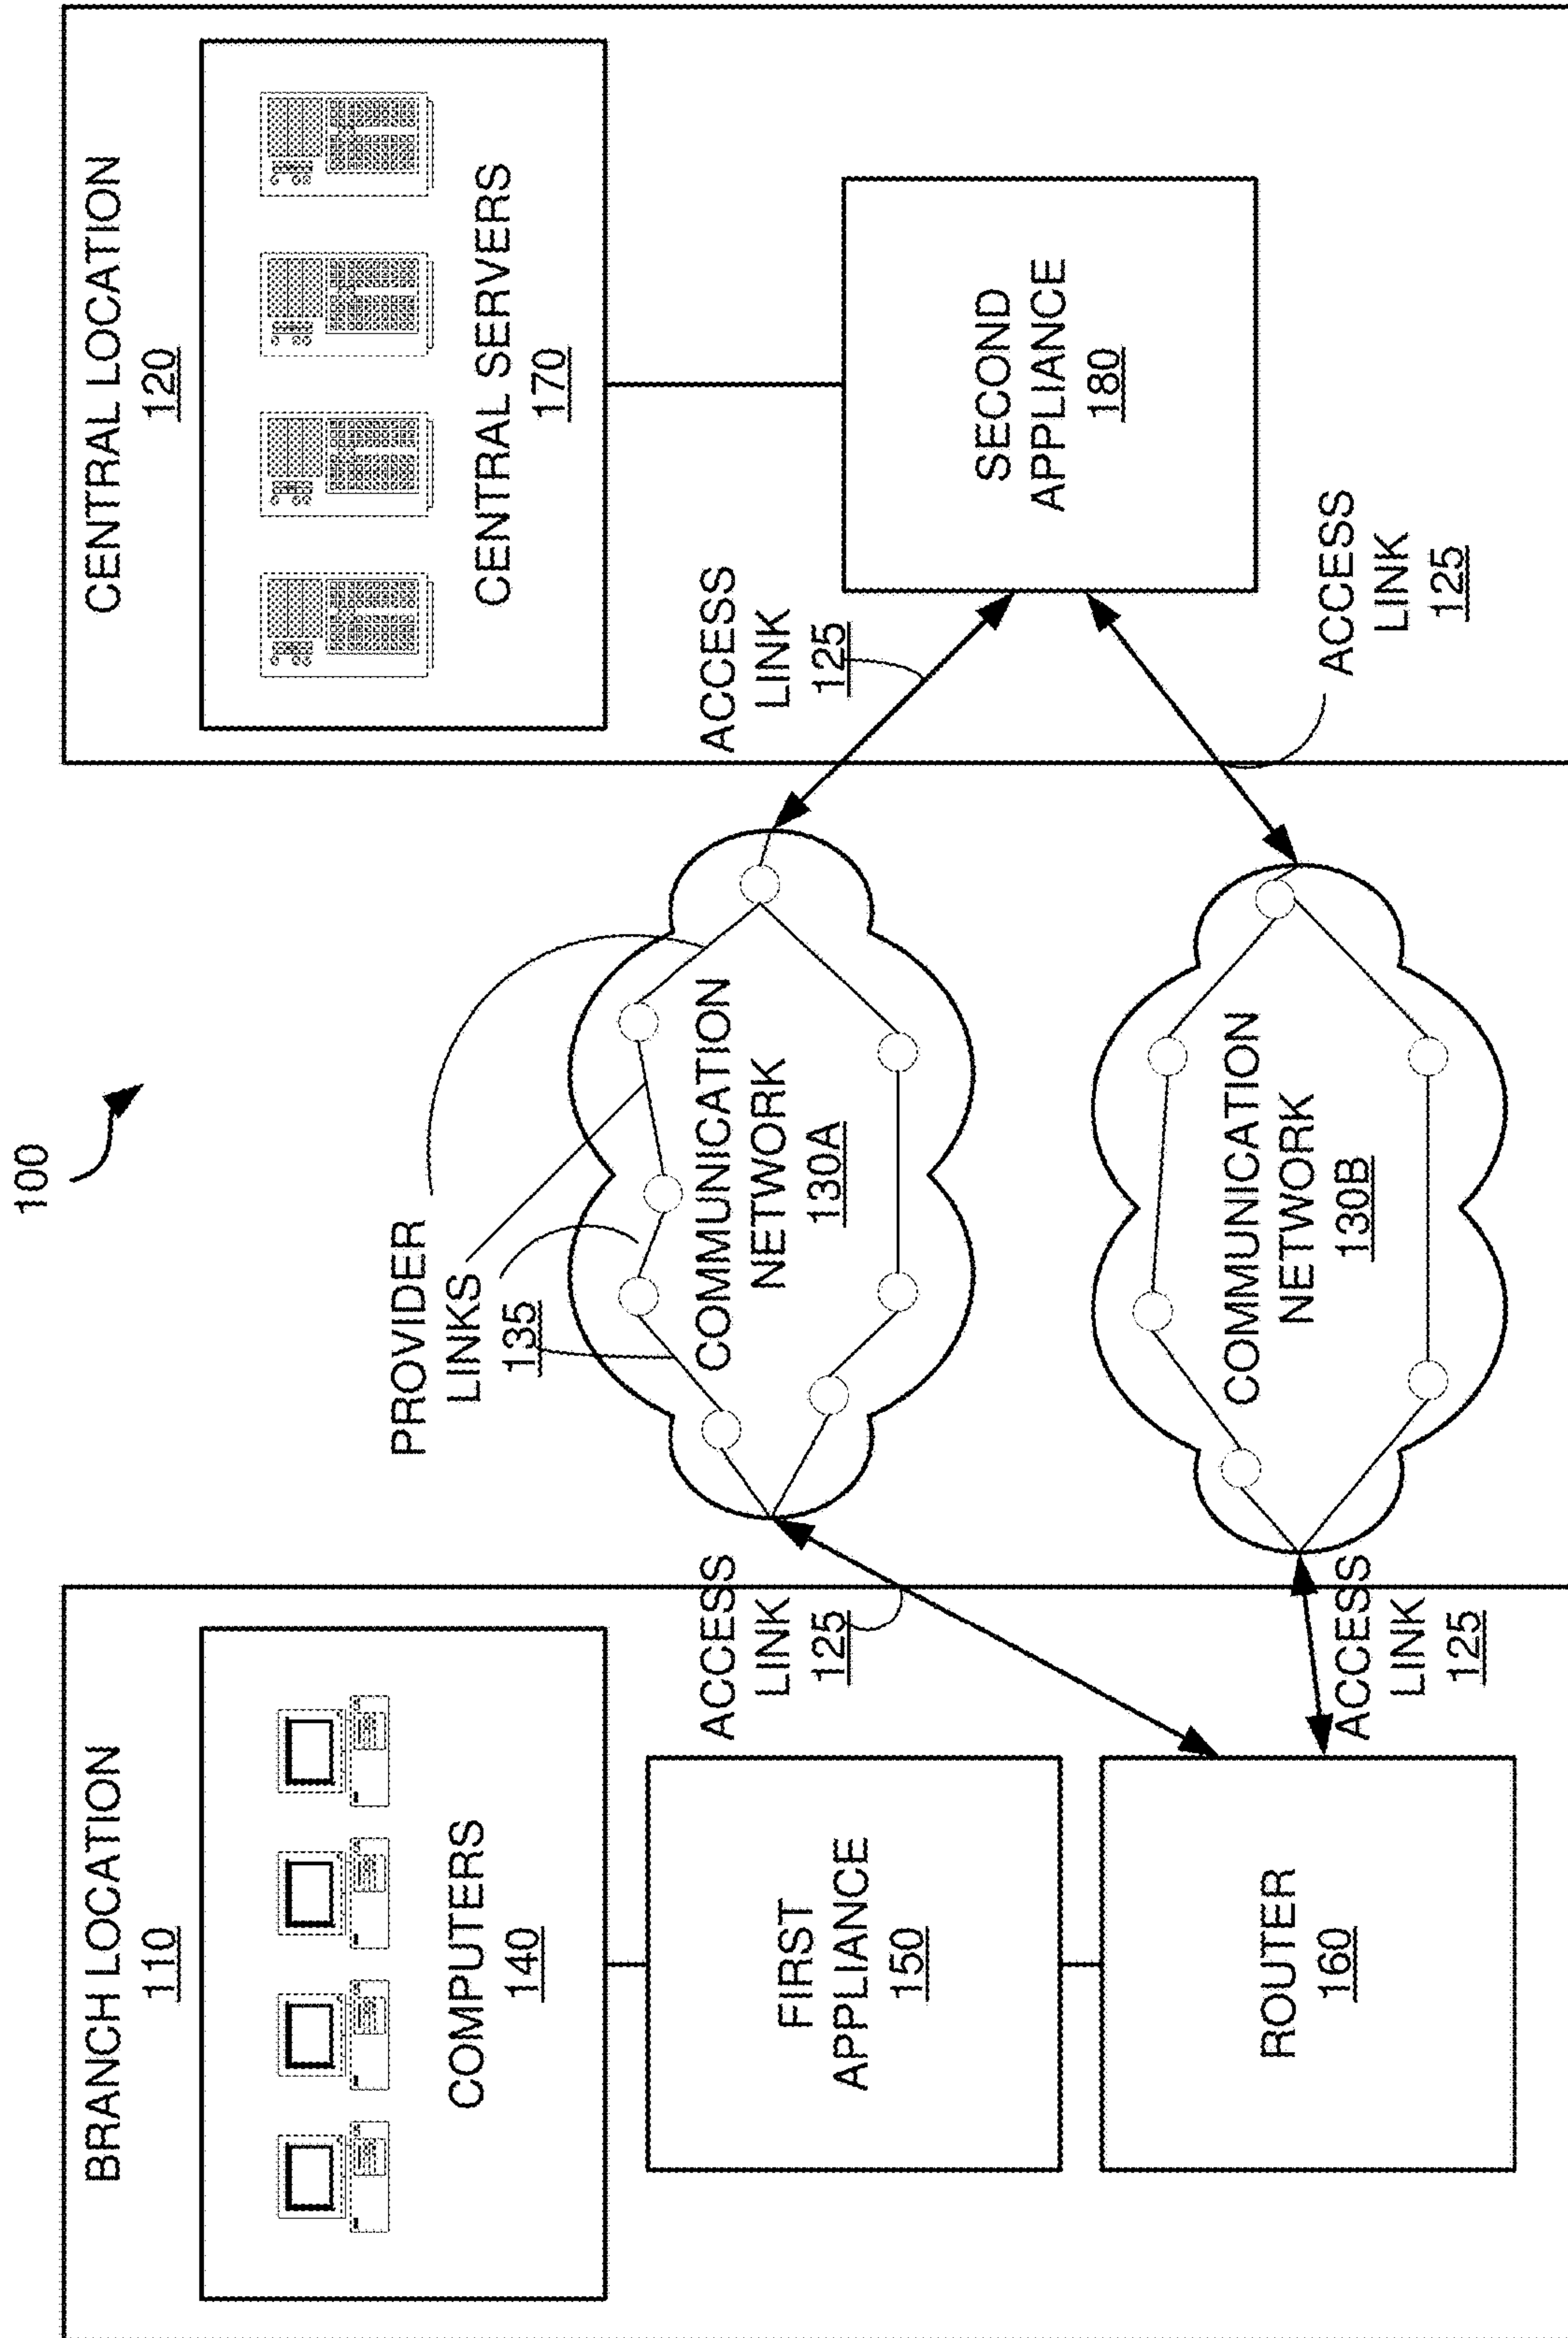 100
BRANCH LOCATION
110
COMPUTERS
140
FIRST
APPLIANCE
150
ROUTER
160
ACCESS
LINK
125
ACCESS
LINK
125
PROVIDER
LINKS
135
COMMUNICATION
NETWORK
130A
COMMUNICATION
NETWORK
130B
CENTRAL LOCATION
120
CENTRAL SERVERS
170
ACCESS
LINK
125
SECOND
APPLIANCE
180
ACCESS
LINK
125